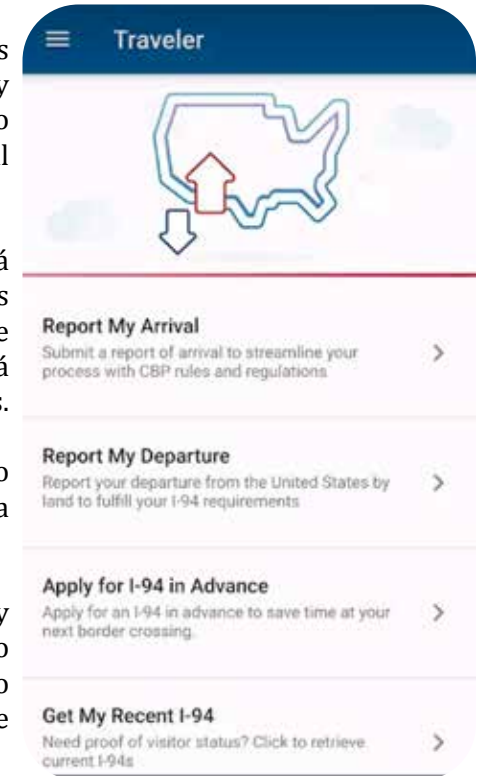 Traveler
s
y
o
l
á
s
e
á
s.
o
a
y
o
o
e
Report My Arrival
Submit a report of arrival to streamline your
process with CBP rules and regulations
Report My Departure
Report your departure from the United States by
land to fulfill your I-94 requirements
Apply for I-94 in Advance
Apply for an I-94 in advance to save time at your
next border crossing.
Get My Recent I-94
Need proof of visitor status? Click to retrieve
current I-94s